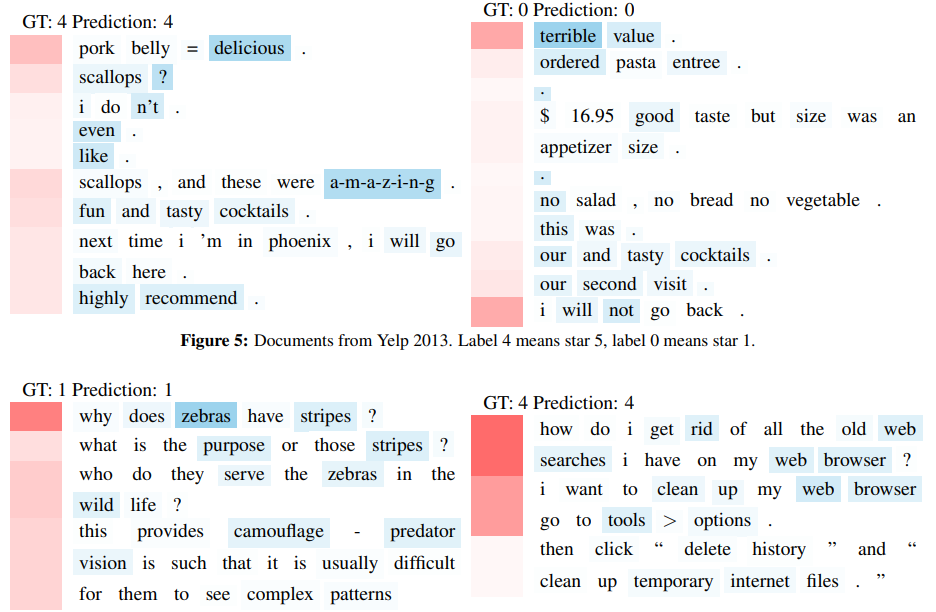 GT: 4 Prediction: 4
pork belly = delicious .
scallops ?
i do n't .
even .
like .
scallops , and these were a-m-a-z-i-n-g .
fun and tasty cocktails .
next time i 'm in phoenix , i will go
back here .
highly recommend .
GT: 0 Prediction: 0
terrible value .
ordered pasta entree .
.
$ 16.95 good taste but size was an
appetizer size .
.
no salad , no bread no vegetable .
this was .
our and tasty cocktails .
our second visit .
i will not go back .
Figure 5: Documents from Yelp 2013. Label 4 means star 5, label 0 means star 1.
GT: 1 Prediction: 1
why does zebras have stripes ?
what is the purpose or those stripes ?
who do they serve the zebras in the
wild life ?
this provides camouflage - predator
vision is such that it is usually difficult
for them to see complex patterns
GT: 4 Prediction: 4
how do i get rid of all the old web
searches i have on my web browser ?
i want to clean up my web browser
go to tools > options .
then click “ delete history ” and “
clean up temporary internet files . ”